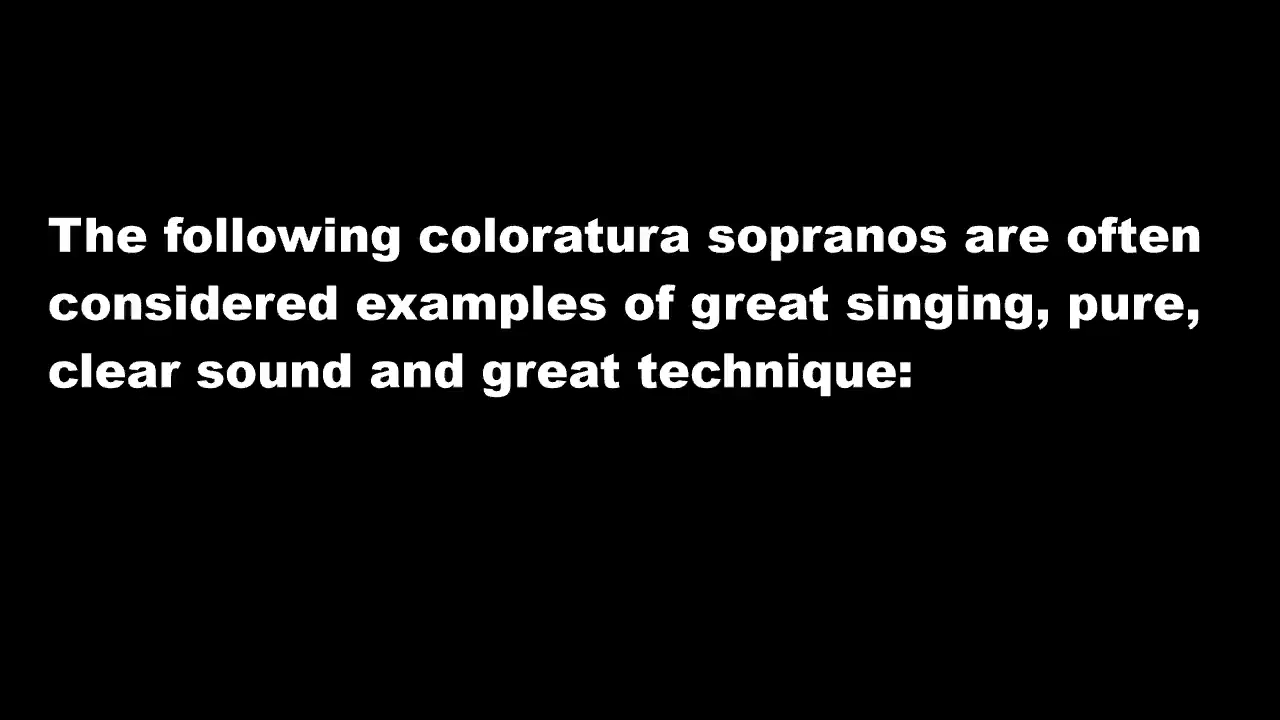 The following coloratura sopranos are often
considered examples of great singing, pure,
clear sound and great technique: